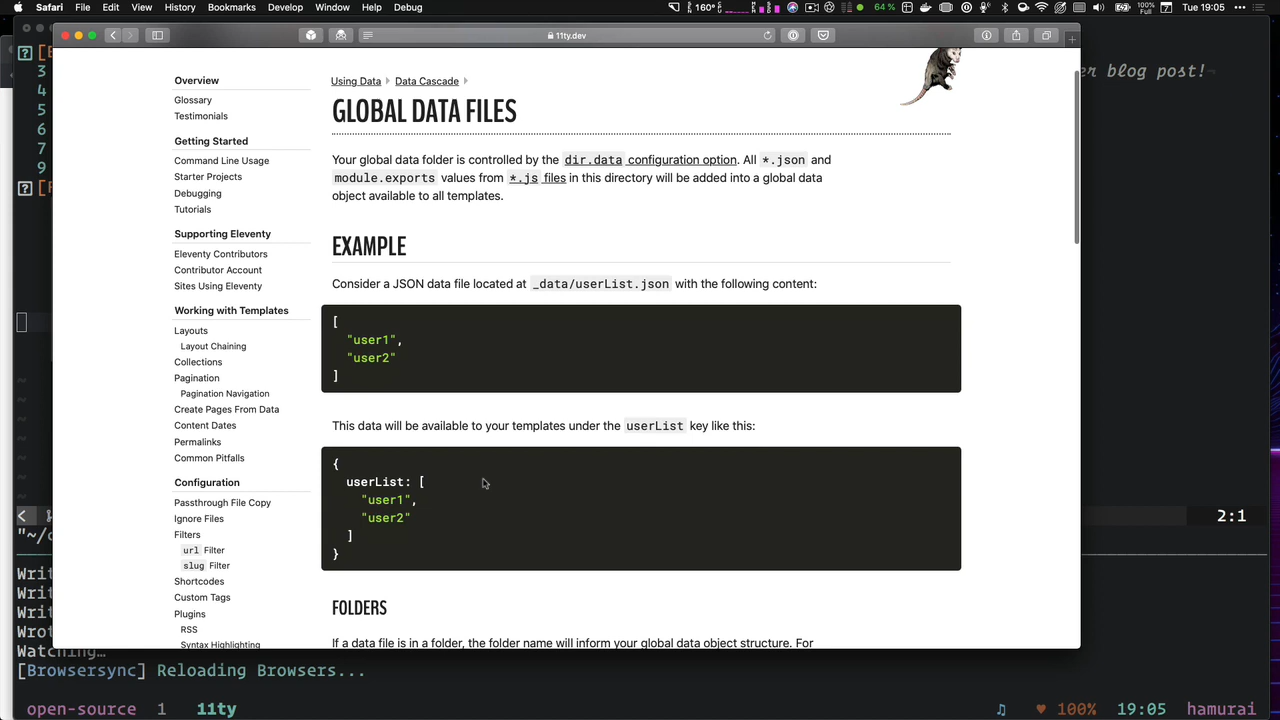 Safari File Edit View History Bookmarks Develop Window Help Debug
160² 64 % 100% Full Tue 19:05
11ty.dev
3
4
5
6
7
9
er blog post!¬
Overview
Glossary
Testimonials
Getting Started
Command Line Usage
Starter Projects
Debugging
Tutorials
Supporting Eleventy
Eleventy Contributors
Contributor Account
Sites Using Eleventy
Working with Templates
Layouts
Layout Chaining
Collections
Pagination
Pagination Navigation
Create Pages From Data
Content Dates
Permalinks
Common Pitfalls
Configuration
Passthrough File Copy
Ignore Files
Filters
url Filter
slug Filter
Shortcodes
Custom Tags
Plugins
RSS
Syntax Highlighting
Using Data Data Cascade
GLOBAL DATA FILES
Your global data folder is controlled by the dir.data configuration option. All *.json and
module.exports values from *.js files in this directory will be added into a global data
object available to all templates.
EXAMPLE
Consider a JSON data file located at _data/userList.json with the following content:
[
"user1",
"user2"
]
This data will be available to your templates under the userList key like this:
{
userList: [
"user1",
"user2"
]
}
FOLDERS
If a data file is in a folder, the folder name will inform your global data object structure. For
2:1
"~/
Writ
Writ
Writ
Wrot
Watching…
[Browsersync] Reloading Browsers...
open-source 1 11ty
♫ ♥ 100% 19:05 hamurai